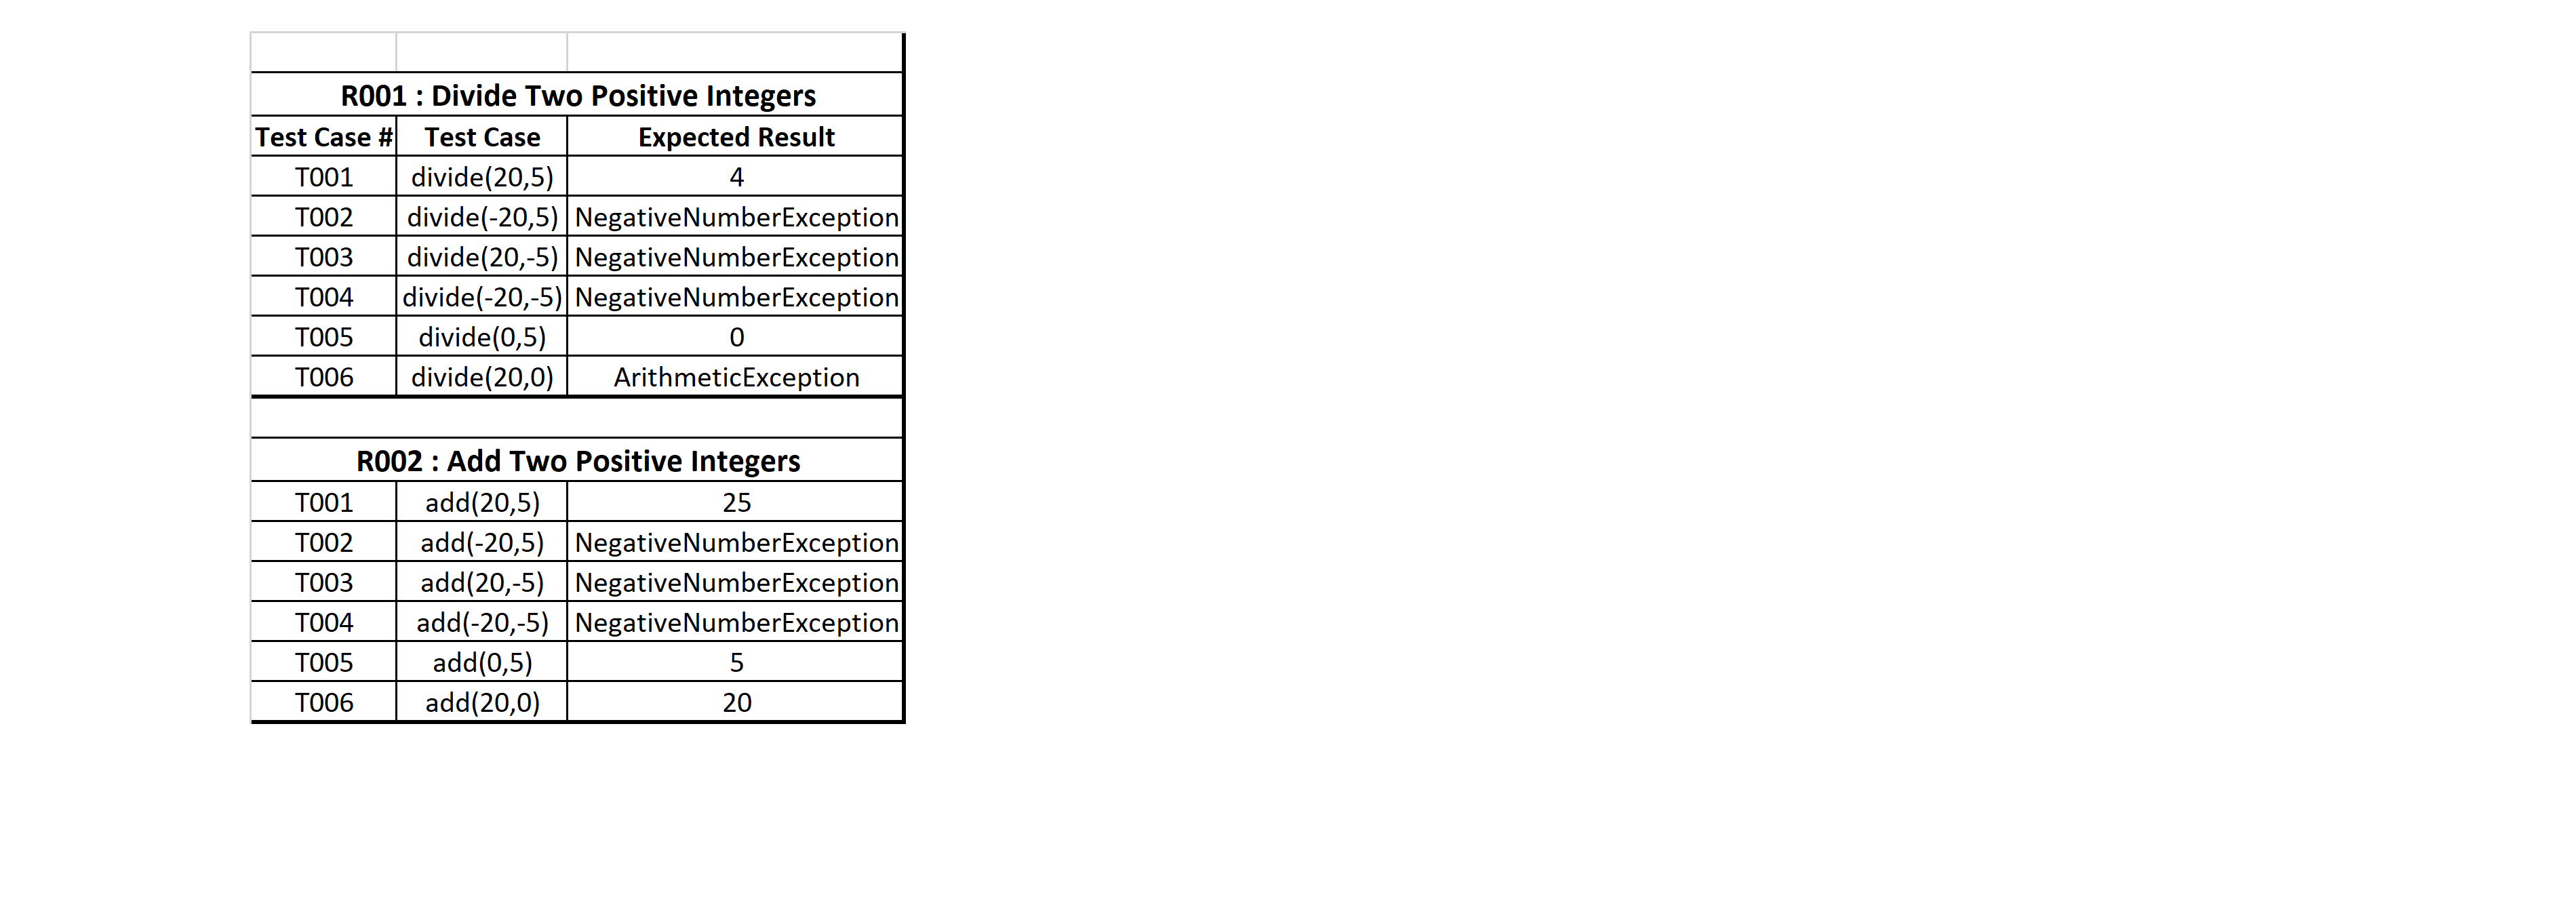 R001 : Divide Two Positive Integers
Test Case # Test Case Expected Result
T001 divide(20,5) 4
T002 divide(-20,5) NegativeNumberException
T003 divide(20,-5) NegativeNumberException
T004 divide(-20,-5) NegativeNumberException
T005 divide(0,5) 0
T006 divide(20,0) ArithmeticException
R002 : Add Two Positive Integers
T001 add(20,5) 25
T002 add(-20,5) NegativeNumberException
T003 add(20,-5) NegativeNumberException
T004 add(-20,-5) NegativeNumberException
T005 add(0,5) 5
T006 add(20,0) 20